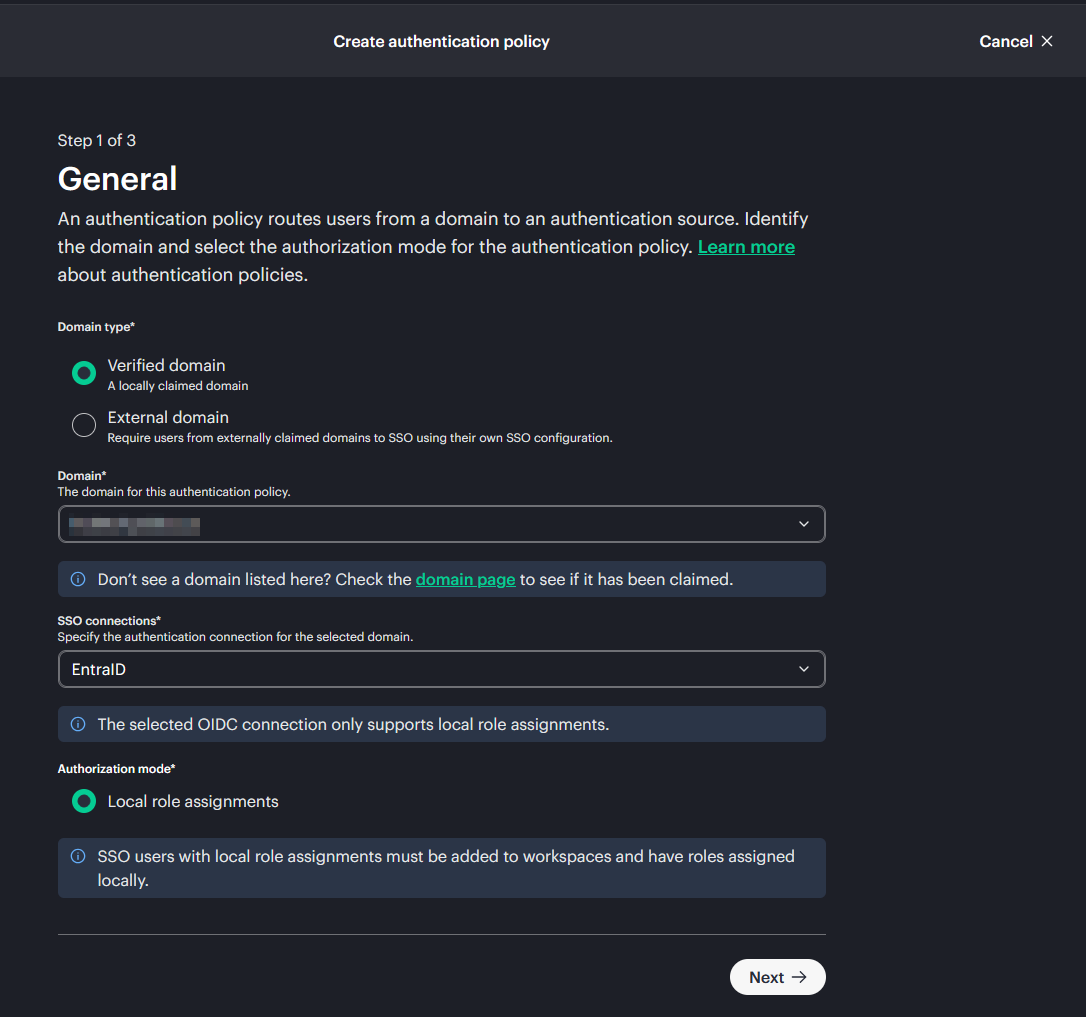 Create authentication policy
Cancel
Step 1 of 3
General
An authentication policy routes users from a domain to an authentication source. Identify
the domain and select the authorization mode for the authentication policy. Learn more
about authentication policies.
Domain type*
Verified domain
A locally claimed domain
External domain
Require users from externally claimed domains to SSO using their own SSO configuration.
Domain*
The domain for this authentication policy.
Don’t see a domain listed here? Check the domain page to see if it has been claimed.
SSO connections*
Specify the authentication connection for the selected domain.
EntraID
The selected OIDC connection only supports local role assignments.
Authorization mode*
Local role assignments
SSO users with local role assignments must be added to workspaces and have roles assigned
locally.
Next